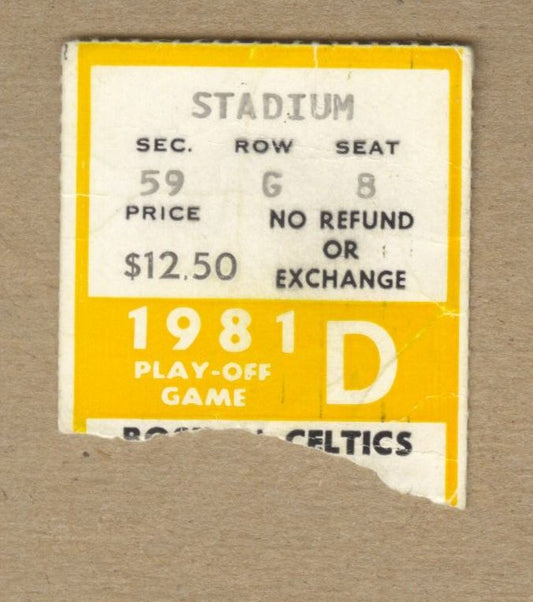 STADIUM
SEC. ROW SEAT
59 G 8
PRICE
NO REFUND
OR
$12.50
EXCHANGE
1981 D
PLAY-OFF
GAME
CELTICS